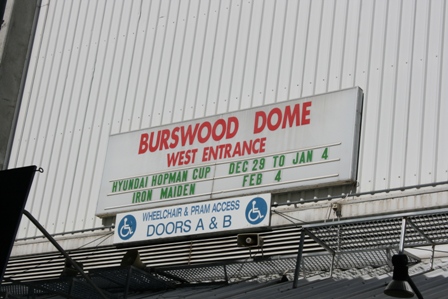 BURSWOOD DOME
WEST ENTRANCE
HYUNDAI HOPMAN CUP DEC 29 TO JAN 4
IRON MAIDEN FEB 4
WHEELCHAIR & PRAM ACCESS
DOORS A & B